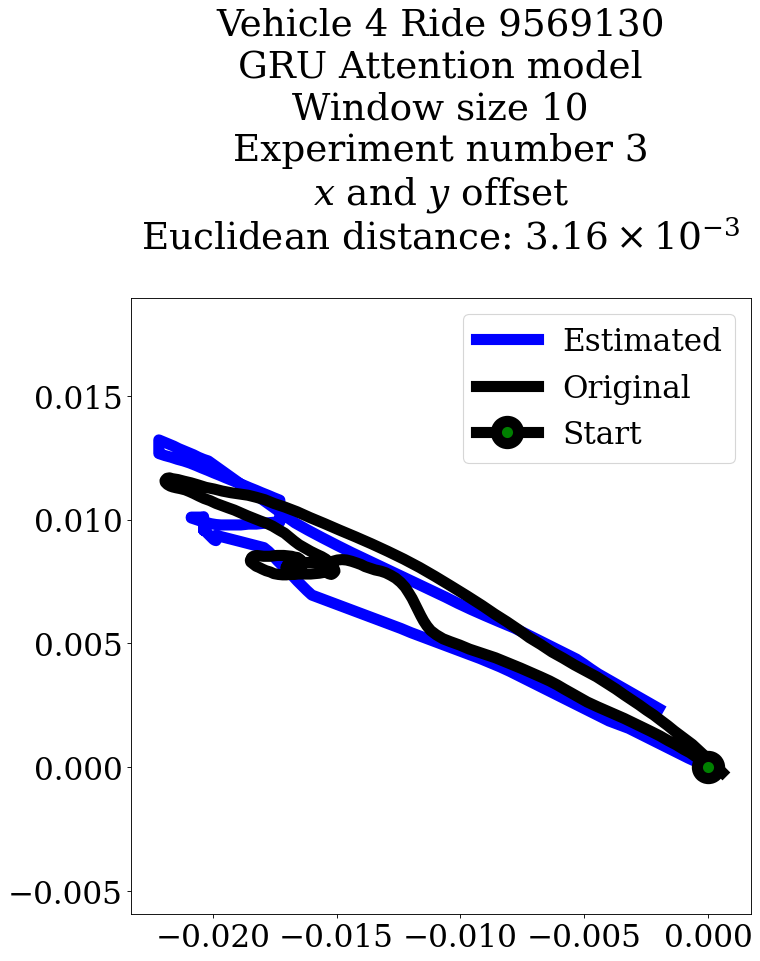 Vehicle 4 Ride 9569130
GRU Attention model
Window size 10
Experiment number 3
x and y offset
Euclidean distance: 3.16 × 10⁻³
Estimated
Original
Start
0.015
0.010
0.005
0.000
−0.005
−0.020 −0.015 −0.010 −0.005 0.000